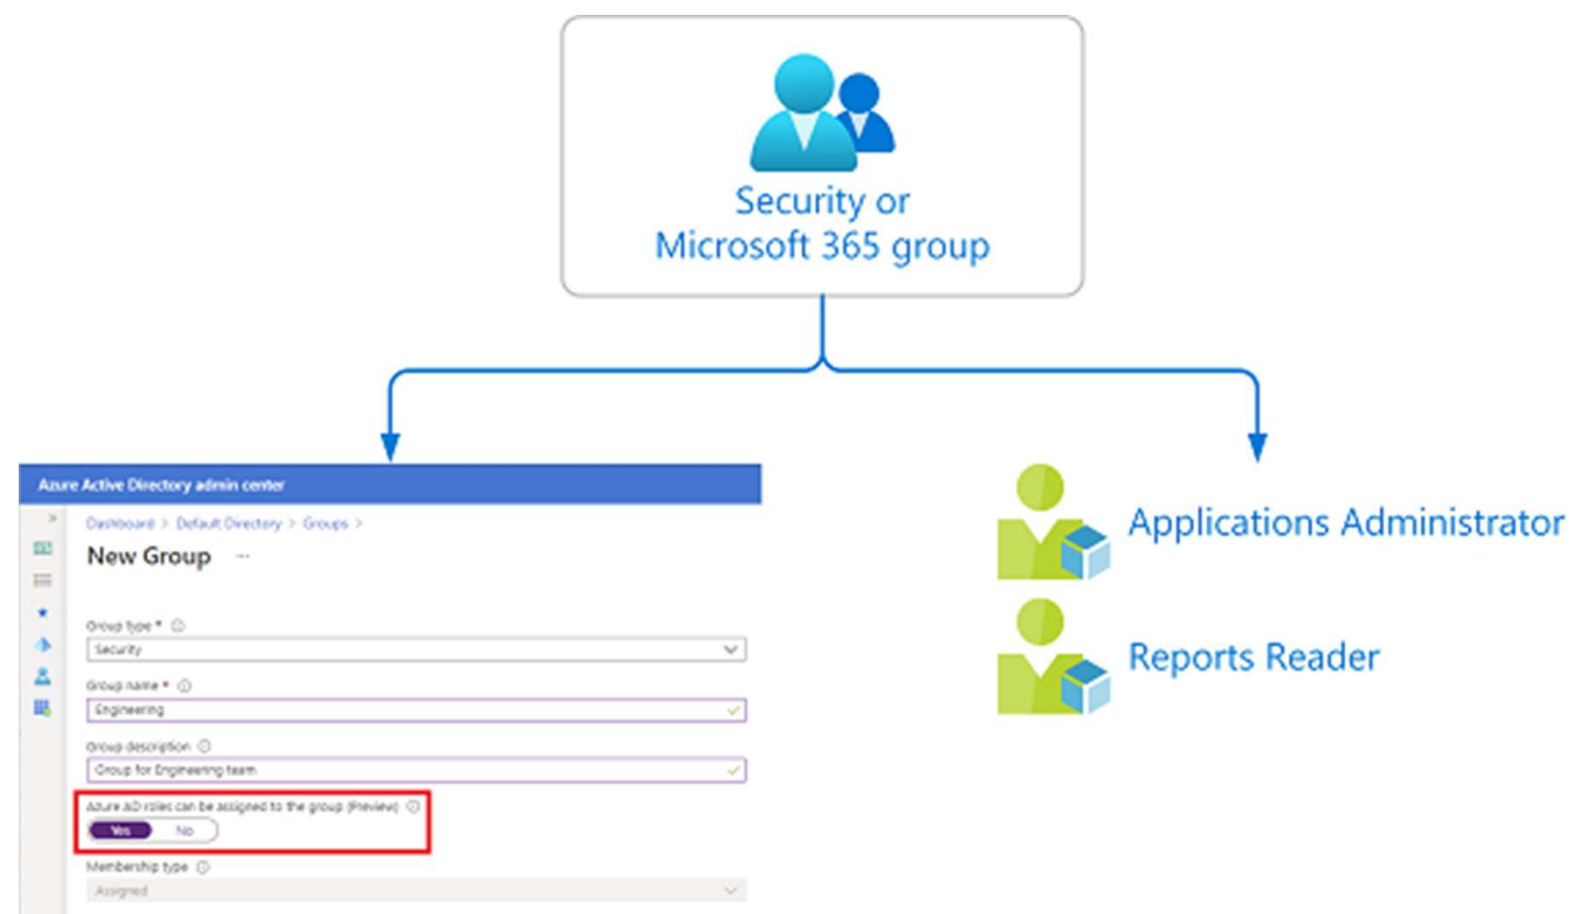 Security or
Microsoft 365 group
Azure Active Directory admin center
Dashboard > Default Directory > Groups >
New Group ...
Group type *
Security
Group name *
Engineering
Group description
Group for Engineering team
Azure AD roles can be assigned to the group (Preview)
Yes No
Membership type
Assigned
Applications Administrator
Reports Reader